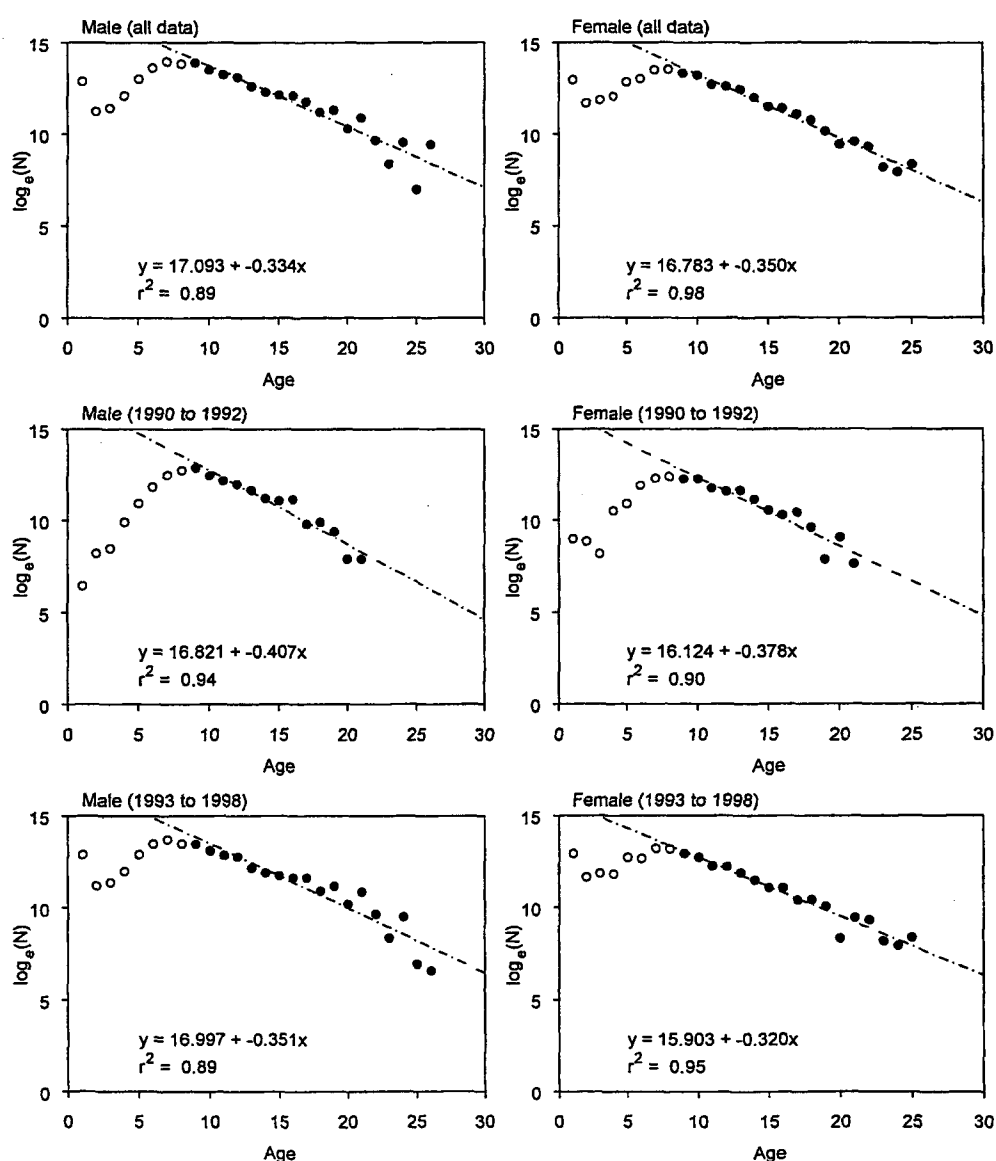 Male (all data)
15
10
5
0
log_e(N)
y = 17.093 + -0.334x
r² = 0.89
0 5 10 15 20 25 30
Age
Female (all data)
15
10
5
0
log_e(N)
y = 16.783 + -0.350x
r² = 0.98
0 5 10 15 20 25 30
Age
Male (1990 to 1992)
15
10
5
0
log_e(N)
y = 16.821 + -0.407x
r² = 0.94
0 5 10 15 20 25 30
Age
Female (1990 to 1992)
15
10
5
0
log_e(N)
y = 16.124 + -0.378x
r² = 0.90
0 5 10 15 20 25 30
Age
Male (1993 to 1998)
15
10
5
0
log_e(N)
y = 16.997 + -0.351x
r² = 0.89
0 5 10 15 20 25 30
Age
Female (1993 to 1998)
15
10
5
0
log_e(N)
y = 15.903 + -0.320x
r² = 0.95
0 5 10 15 20 25 30
Age